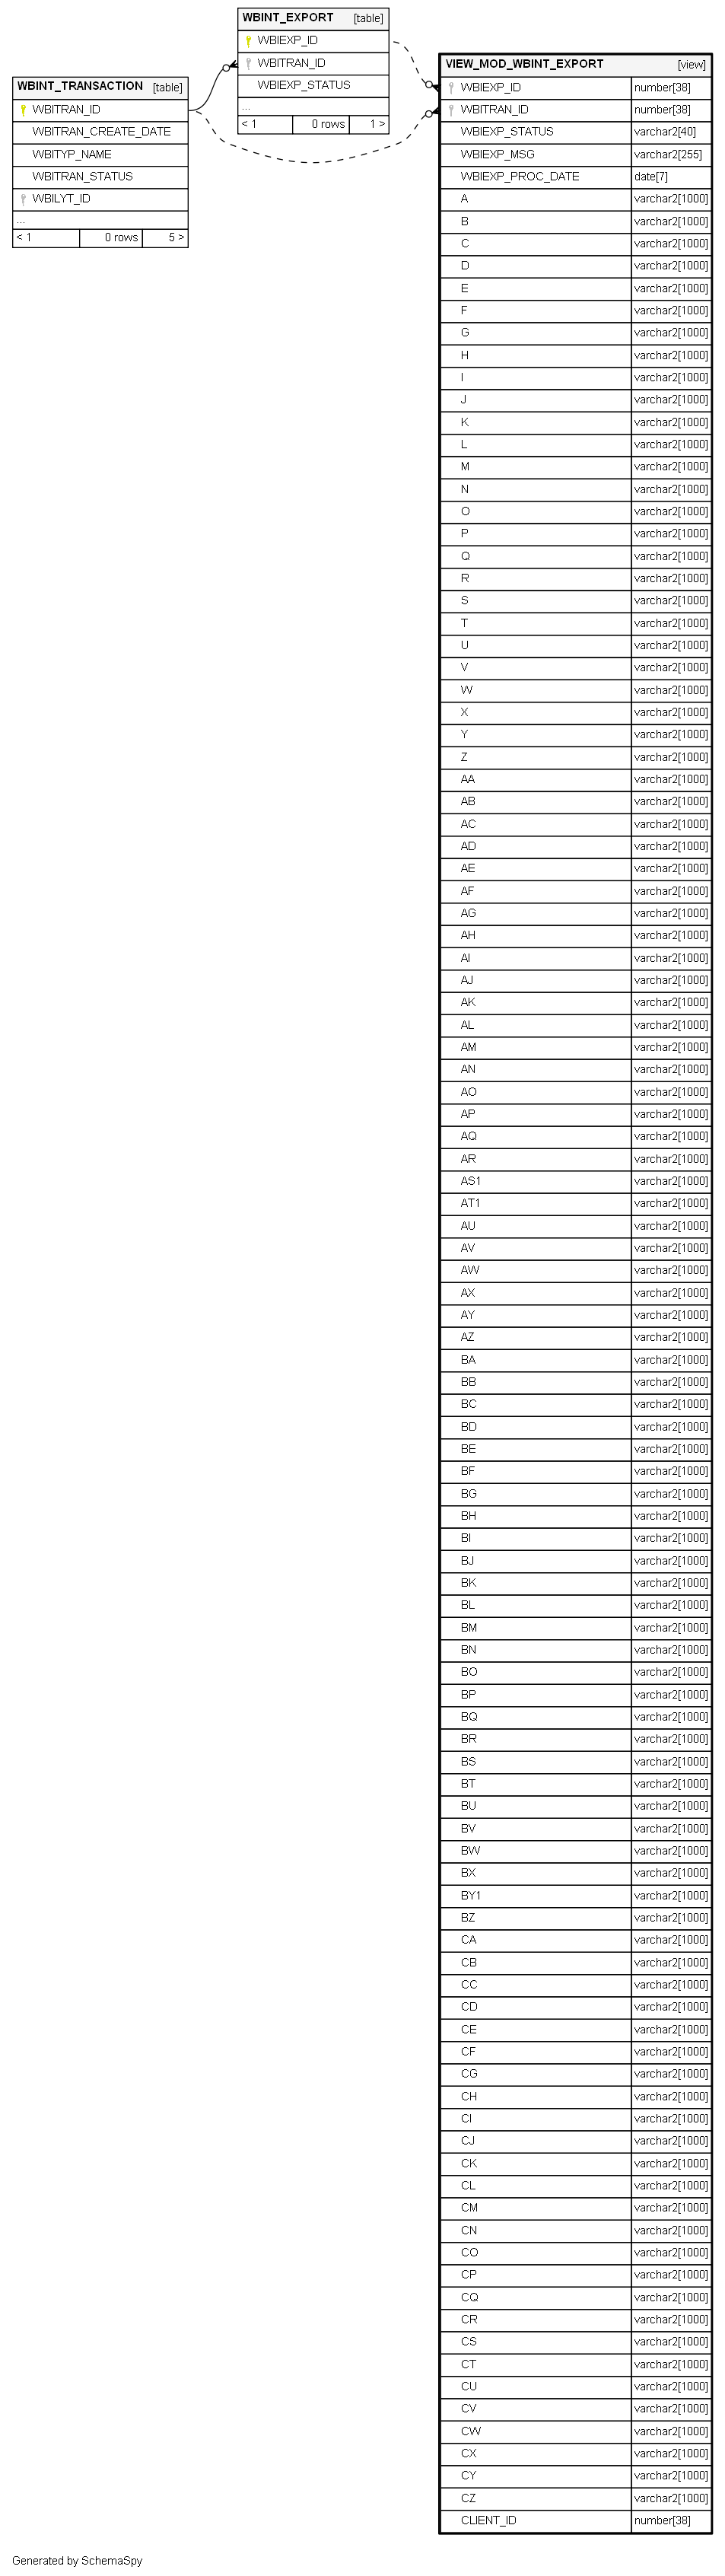 WBINT_EXPORT [table]
WBIEXP_ID
WBITRAN_ID
WBIEXP_STATUS
...
< 1 0 rows 1 >
WBINT_TRANSACTION [table]
WBITRAN_ID
WBITRAN_CREATE_DATE
WBITYP_NAME
WBITRAN_STATUS
WBILYT_ID
...
< 1 0 rows 5 >
VIEW_MOD_WBINT_EXPORT [view]
WBIEXP_ID number[38]
WBITRAN_ID number[38]
WBIEXP_STATUS varchar2[40]
WBIEXP_MSG varchar2[255]
WBIEXP_PROC_DATE date[7]
A varchar2[1000]
B varchar2[1000]
C varchar2[1000]
D varchar2[1000]
E varchar2[1000]
F varchar2[1000]
G varchar2[1000]
H varchar2[1000]
I varchar2[1000]
J varchar2[1000]
K varchar2[1000]
L varchar2[1000]
M varchar2[1000]
N varchar2[1000]
O varchar2[1000]
P varchar2[1000]
Q varchar2[1000]
R varchar2[1000]
S varchar2[1000]
T varchar2[1000]
U varchar2[1000]
V varchar2[1000]
W varchar2[1000]
X varchar2[1000]
Y varchar2[1000]
Z varchar2[1000]
AA varchar2[1000]
AB varchar2[1000]
AC varchar2[1000]
AD varchar2[1000]
AE varchar2[1000]
AF varchar2[1000]
AG varchar2[1000]
AH varchar2[1000]
AI varchar2[1000]
AJ varchar2[1000]
AK varchar2[1000]
AL varchar2[1000]
AM varchar2[1000]
AN varchar2[1000]
AO varchar2[1000]
AP varchar2[1000]
AQ varchar2[1000]
AR varchar2[1000]
AS1 varchar2[1000]
AT1 varchar2[1000]
AU varchar2[1000]
AV varchar2[1000]
AW varchar2[1000]
AX varchar2[1000]
AY varchar2[1000]
AZ varchar2[1000]
BA varchar2[1000]
BB varchar2[1000]
BC varchar2[1000]
BD varchar2[1000]
BE varchar2[1000]
BF varchar2[1000]
BG varchar2[1000]
BH varchar2[1000]
BI varchar2[1000]
BJ varchar2[1000]
BK varchar2[1000]
BL varchar2[1000]
BM varchar2[1000]
BN varchar2[1000]
BO varchar2[1000]
BP varchar2[1000]
BQ varchar2[1000]
BR varchar2[1000]
BS varchar2[1000]
BT varchar2[1000]
BU varchar2[1000]
BV varchar2[1000]
BW varchar2[1000]
BX varchar2[1000]
BY1 varchar2[1000]
BZ varchar2[1000]
CA varchar2[1000]
CB varchar2[1000]
CC varchar2[1000]
CD varchar2[1000]
CE varchar2[1000]
CF varchar2[1000]
CG varchar2[1000]
CH varchar2[1000]
CI varchar2[1000]
CJ varchar2[1000]
CK varchar2[1000]
CL varchar2[1000]
CM varchar2[1000]
CN varchar2[1000]
CO varchar2[1000]
CP varchar2[1000]
CQ varchar2[1000]
CR varchar2[1000]
CS varchar2[1000]
CT varchar2[1000]
CU varchar2[1000]
CV varchar2[1000]
CW varchar2[1000]
CX varchar2[1000]
CY varchar2[1000]
CZ varchar2[1000]
CLIENT_ID number[38]
Generated by SchemaSpy